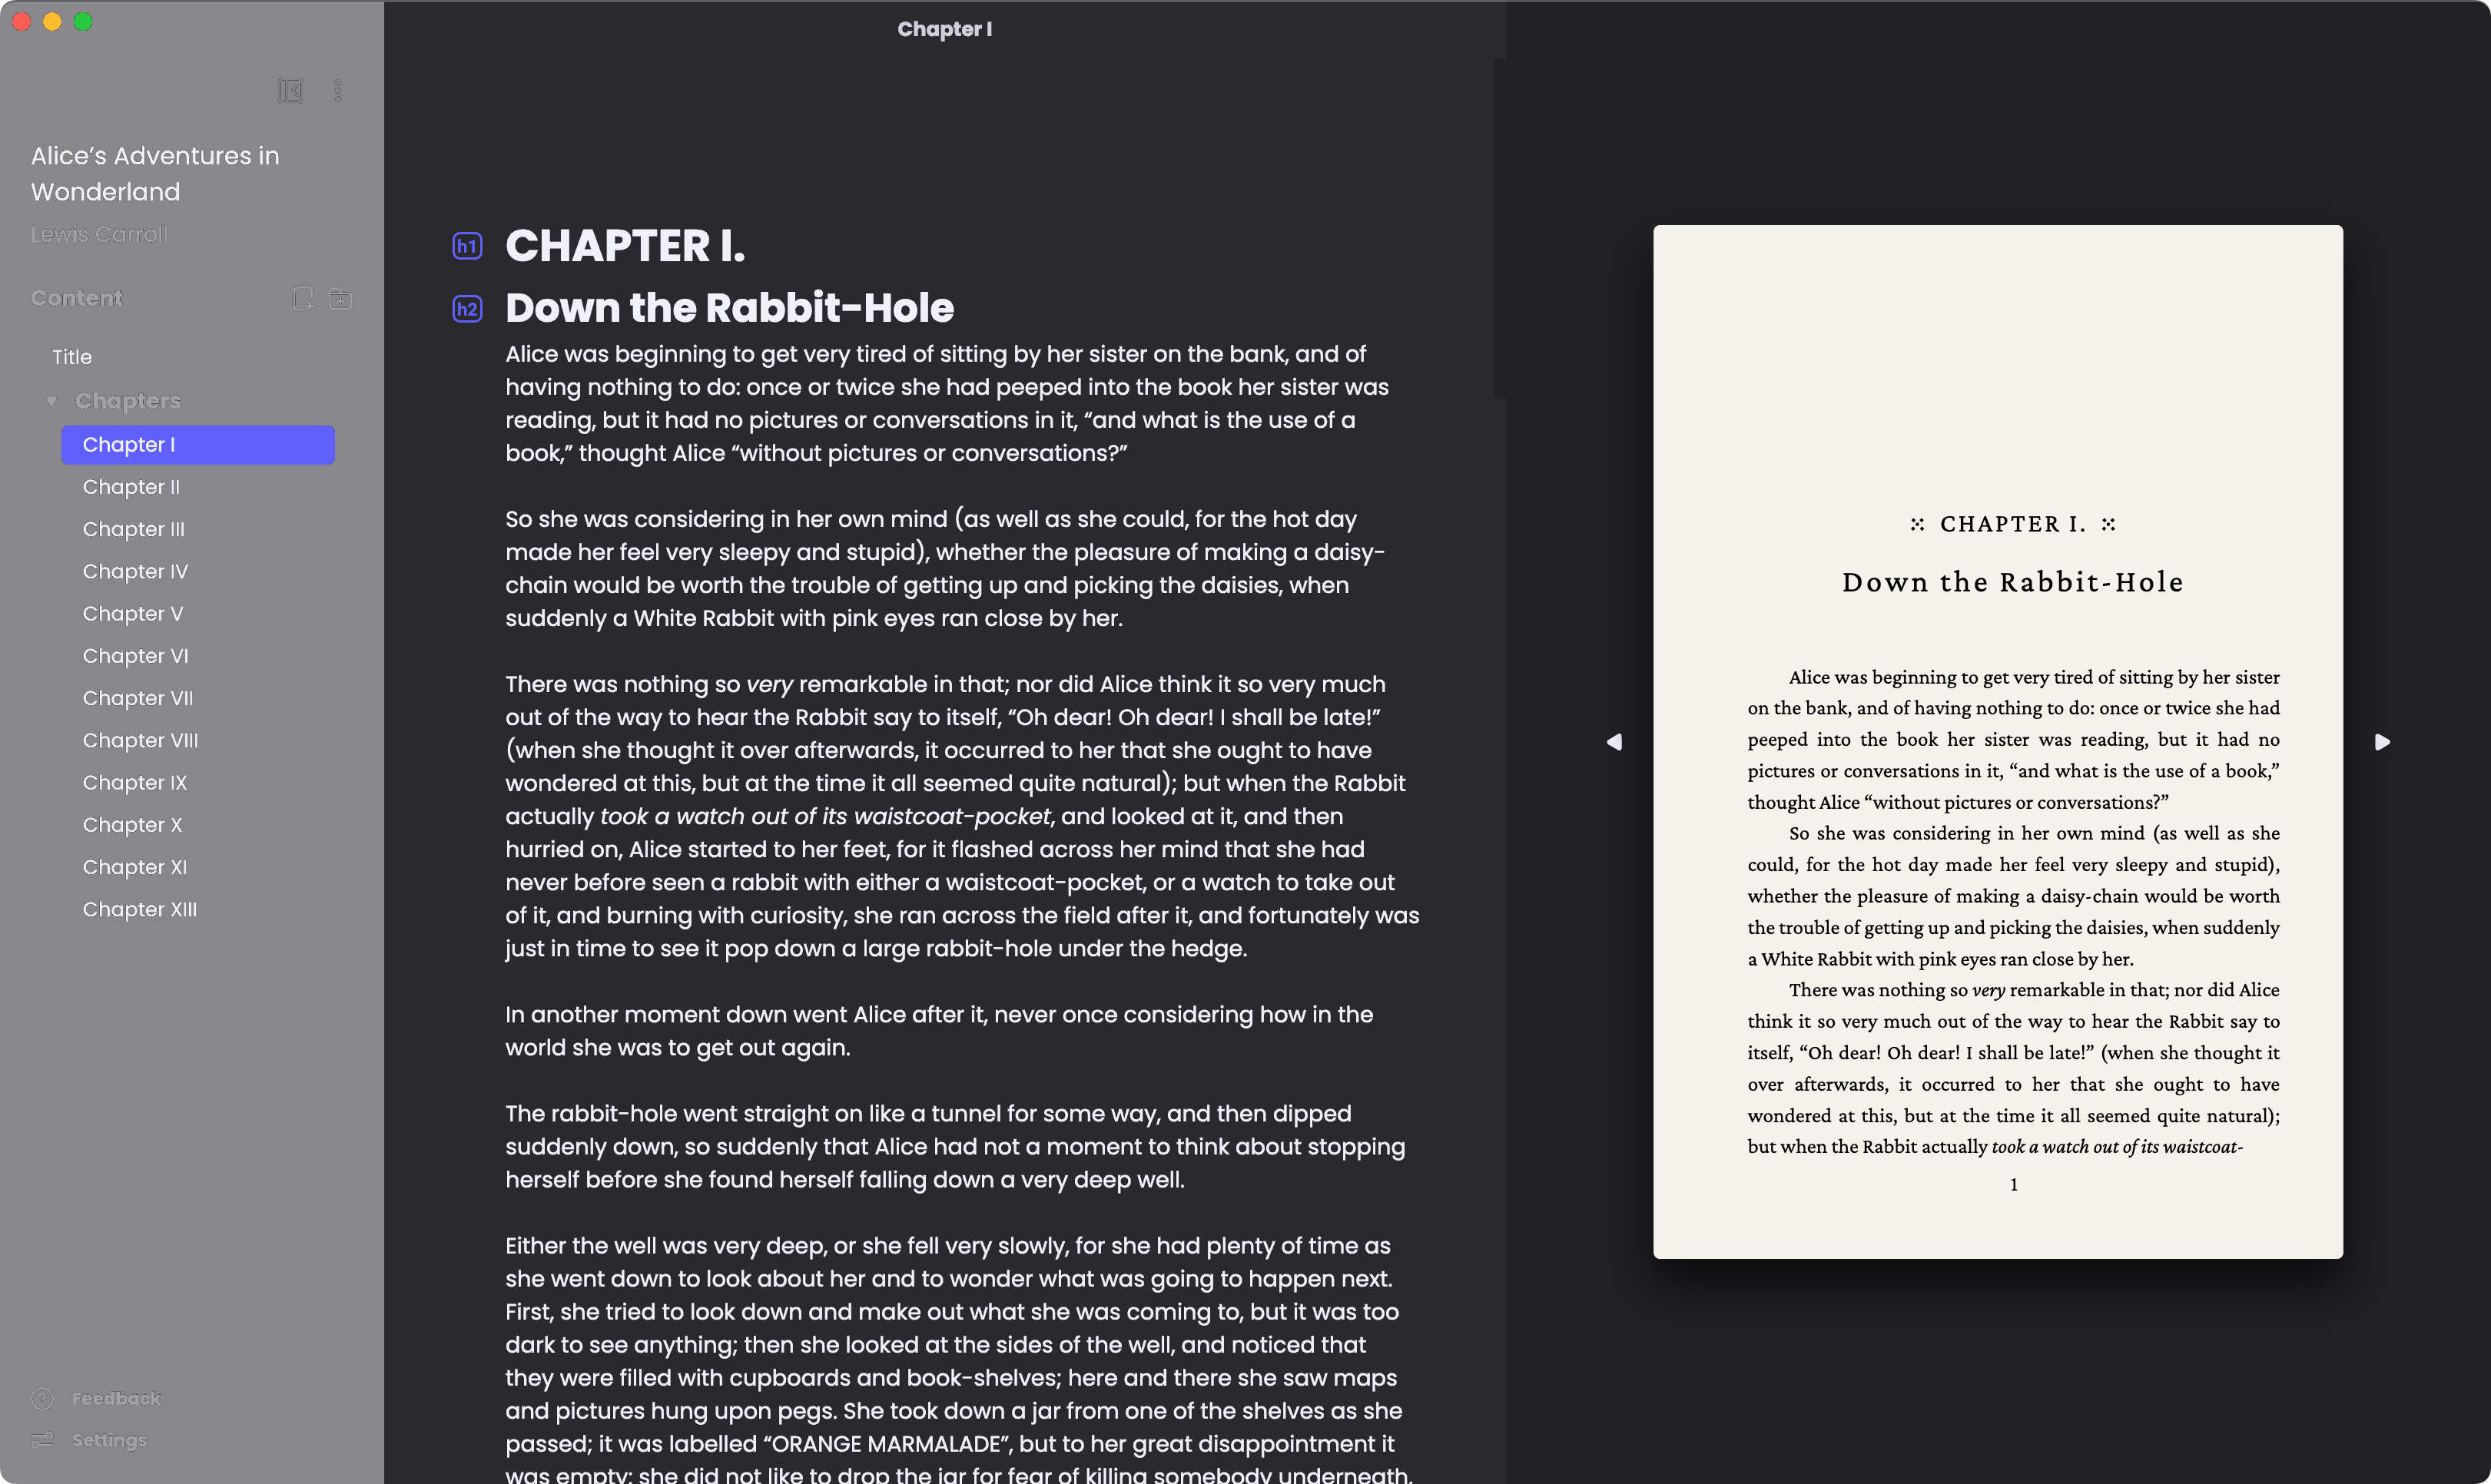 Chapter I
Alice’s Adventures in
Wonderland
Lewis Carroll
Content
Title
Chapters
Chapter I
Chapter II
Chapter III
Chapter IV
Chapter V
Chapter VI
Chapter VII
Chapter VIII
Chapter IX
Chapter X
Chapter XI
Chapter XIII
Feedback
Settings
h1 CHAPTER I.
h2 Down the Rabbit-Hole
Alice was beginning to get very tired of sitting by her sister on the bank, and of
having nothing to do: once or twice she had peeped into the book her sister was
reading, but it had no pictures or conversations in it, “and what is the use of a
book,” thought Alice “without pictures or conversations?”
So she was considering in her own mind (as well as she could, for the hot day
made her feel very sleepy and stupid), whether the pleasure of making a daisy-
chain would be worth the trouble of getting up and picking the daisies, when
suddenly a White Rabbit with pink eyes ran close by her.
There was nothing so very remarkable in that; nor did Alice think it so very much
out of the way to hear the Rabbit say to itself, “Oh dear! Oh dear! I shall be late!”
(when she thought it over afterwards, it occurred to her that she ought to have
wondered at this, but at the time it all seemed quite natural); but when the Rabbit
actually took a watch out of its waistcoat-pocket, and looked at it, and then
hurried on, Alice started to her feet, for it flashed across her mind that she had
never before seen a rabbit with either a waistcoat-pocket, or a watch to take out
of it, and burning with curiosity, she ran across the field after it, and fortunately was
just in time to see it pop down a large rabbit-hole under the hedge.
In another moment down went Alice after it, never once considering how in the
world she was to get out again.
The rabbit-hole went straight on like a tunnel for some way, and then dipped
suddenly down, so suddenly that Alice had not a moment to think about stopping
herself before she found herself falling down a very deep well.
Either the well was very deep, or she fell very slowly, for she had plenty of time as
she went down to look about her and to wonder what was going to happen next.
First, she tried to look down and make out what she was coming to, but it was too
dark to see anything; then she looked at the sides of the well, and noticed that
they were filled with cupboards and book-shelves; here and there she saw maps
and pictures hung upon pegs. She took down a jar from one of the shelves as she
passed; it was labelled “ORANGE MARMALADE”, but to her great disappointment it
was empty: she did not like to drop the jar for fear of killing somebody underneath,
CHAPTER I.
Down the Rabbit-Hole
Alice was beginning to get very tired of sitting by her sister
on the bank, and of having nothing to do: once or twice she had
peeped into the book her sister was reading, but it had no
pictures or conversations in it, “and what is the use of a book,”
thought Alice “without pictures or conversations?”
So she was considering in her own mind (as well as she
could, for the hot day made her feel very sleepy and stupid),
whether the pleasure of making a daisy-chain would be worth
the trouble of getting up and picking the daisies, when suddenly
a White Rabbit with pink eyes ran close by her.
There was nothing so very remarkable in that; nor did Alice
think it so very much out of the way to hear the Rabbit say to
itself, “Oh dear! Oh dear! I shall be late!” (when she thought it
over afterwards, it occurred to her that she ought to have
wondered at this, but at the time it all seemed quite natural);
but when the Rabbit actually took a watch out of its waistcoat-
1